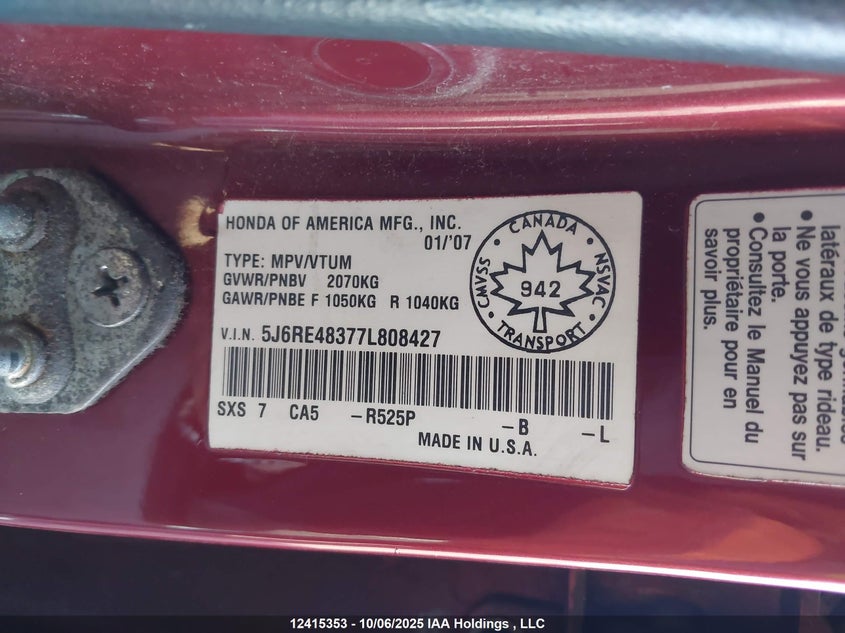 HONDA OF AMERICA MFG., INC.
01/'07
TYPE: MPV/VTUM
GVWR/PNBV 2070KG
GAWR/PNBE F 1050KG R 1040KG
V.I.N. 5J6RE48377L808427
SXS 7 CA5 -R525P -B -L
MADE IN U.S.A.
CANADA
CMVSS 942 NSVAC
TRANSPORT
latéraux de type rideau.
• Ne vous appuyez pas sur
la porte.
• Consultez le Manuel du
propriétaire pour en
savoir plus.
12415353 - 10/06/2025 IAA Holdings , LLC